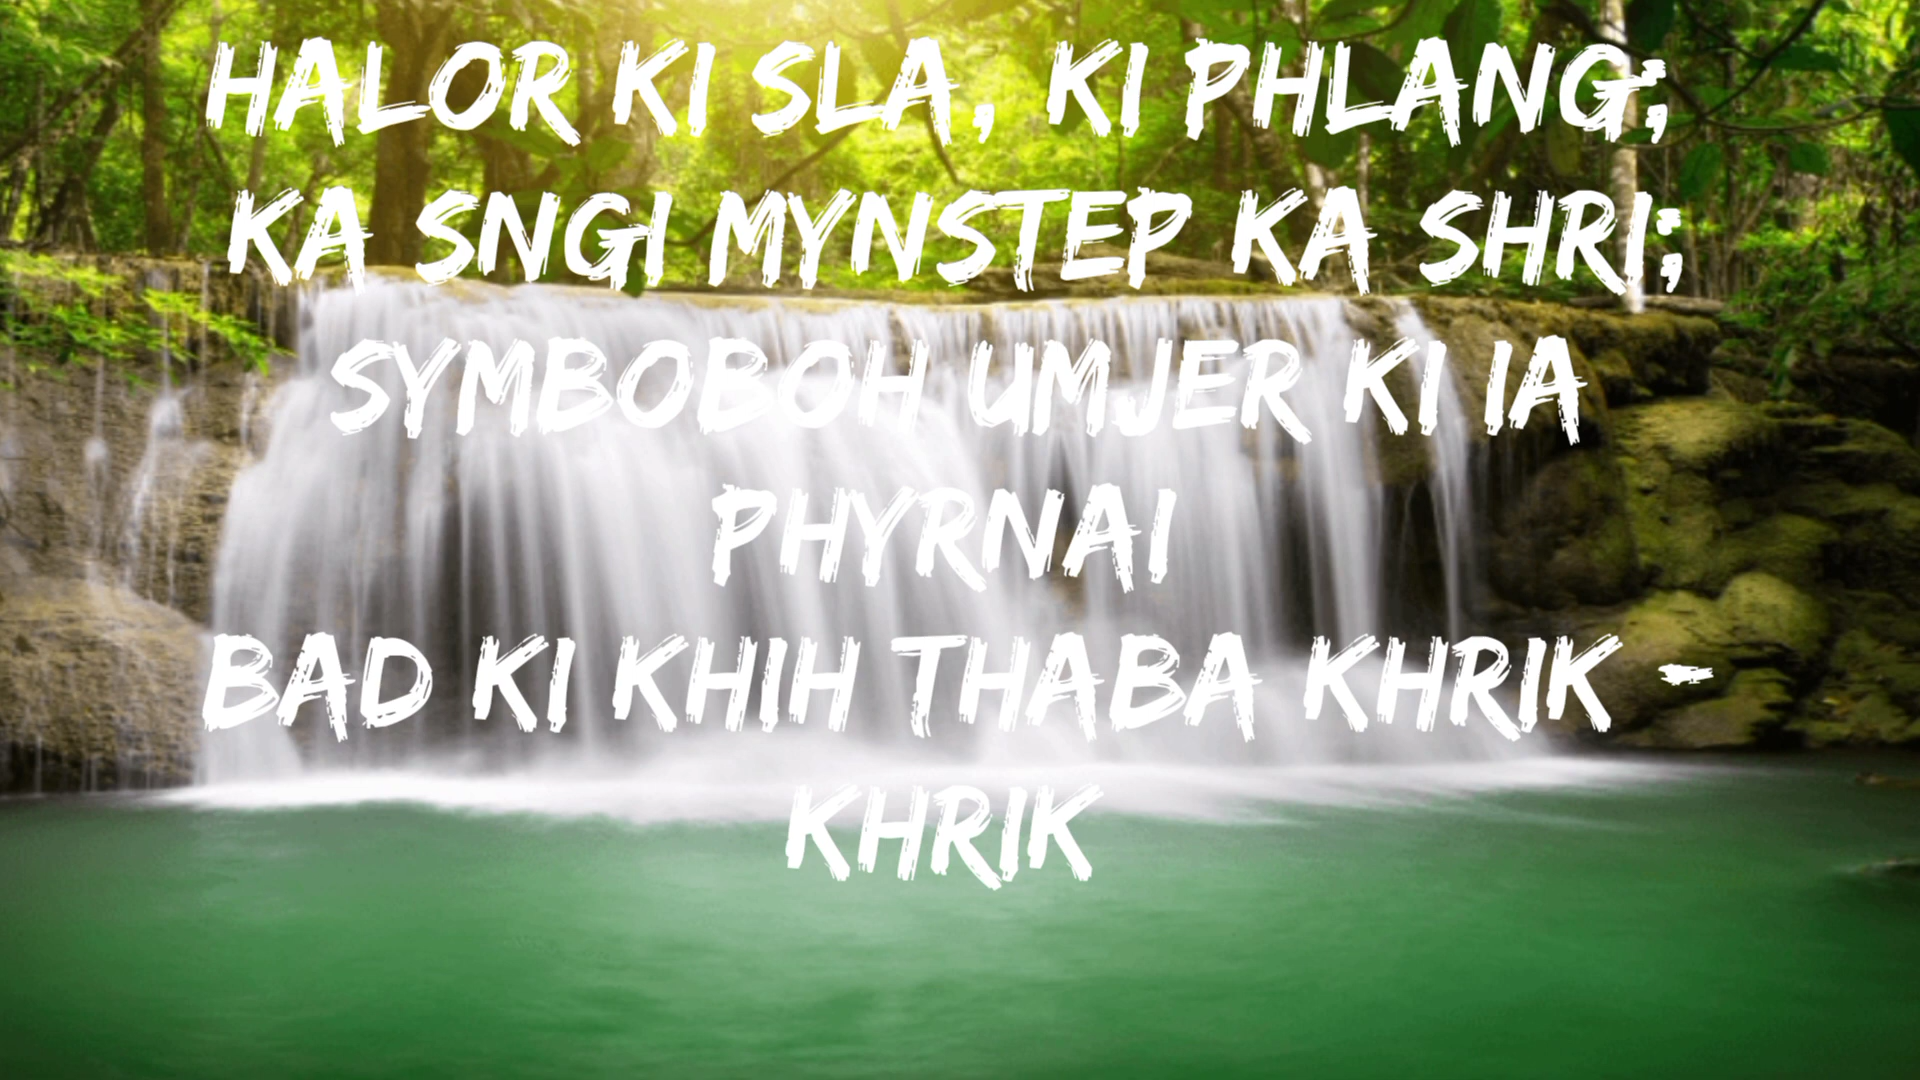 HALOR KI SLA, KI PHLANG;
KA SNGI MYNSTEP KA SHRI;
SYMBOBOH UMJER KI IA
PHYRNAI
BAD KI KHIH THABA KHRIK -
KHRIK